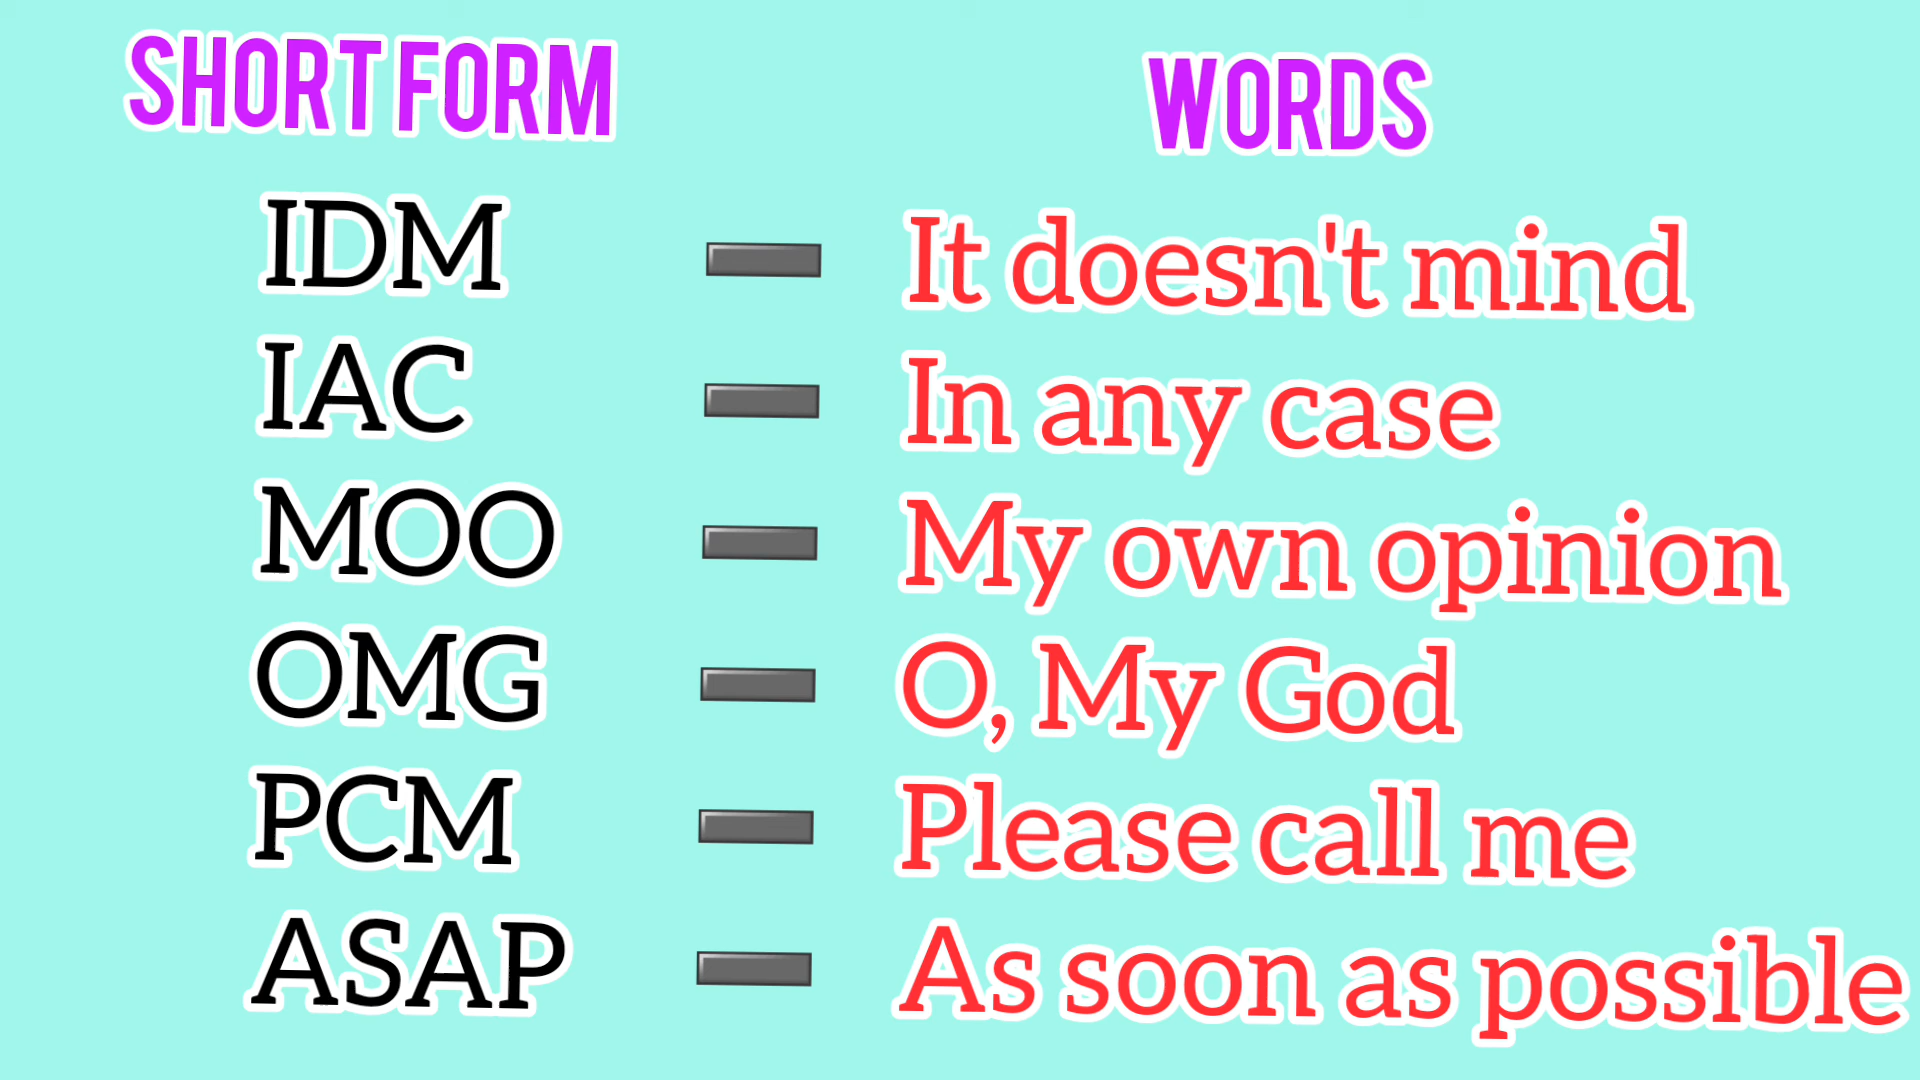 SHORT FORM WORDS
IDM - It doesn't mind
IAC - In any case
MOO - My own opinion
OMG - O, My God
PCM - Please call me
ASAP - As soon as possible